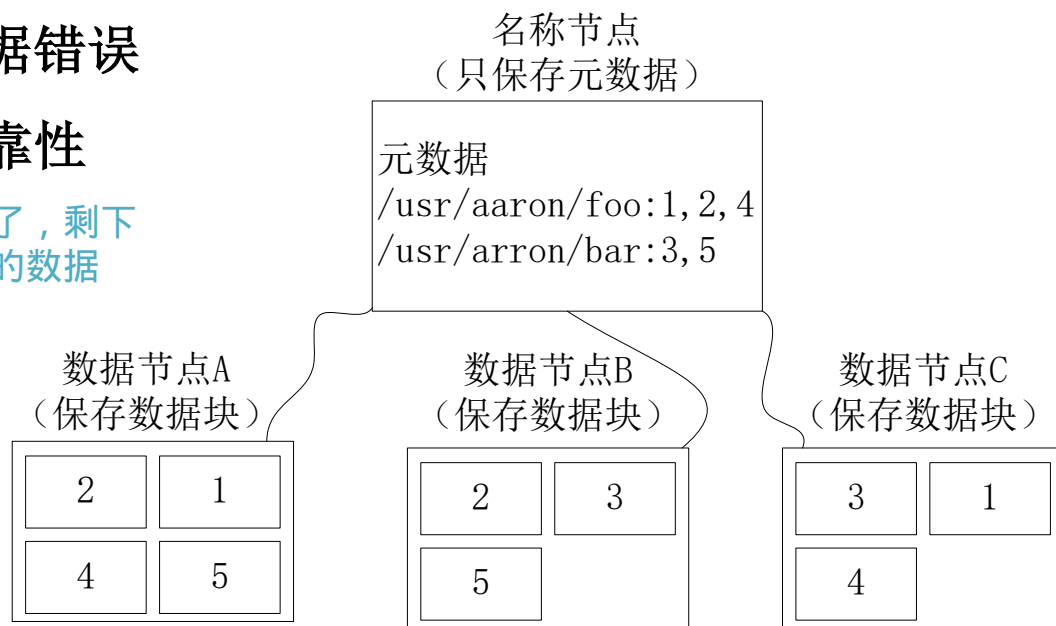 据错误
靠性
了，剩下
的数据
名称节点
（只保存元数据）
元数据
/usr/aaron/foo:1,2,4
/usr/arron/bar:3,5
数据节点A
（保存数据块）
2 1
4 5
数据节点B
（保存数据块）
2 3
5
数据节点C
（保存数据块）
3 1
4